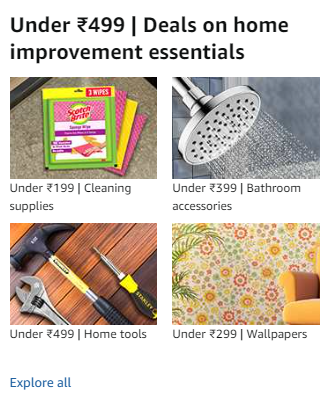 Under ₹499 | Deals on home
improvement essentials
3 WIPES
Scotch
Brite
Sponge Wipe
Under ₹199 | Cleaning
supplies
Under ₹399 | Bathroom
accessories
STANLEY
Under ₹499 | Home tools
Under ₹299 | Wallpapers
Explore all